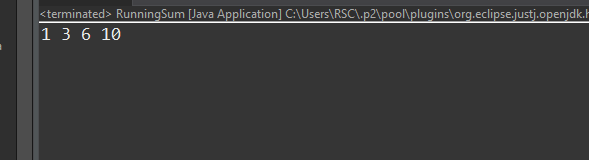 <terminated> RunningSum [Java Application] C:\Users\RSC\.p2\pool\plugins\org.eclipse.justj.openjdk.h
1 3 6 10